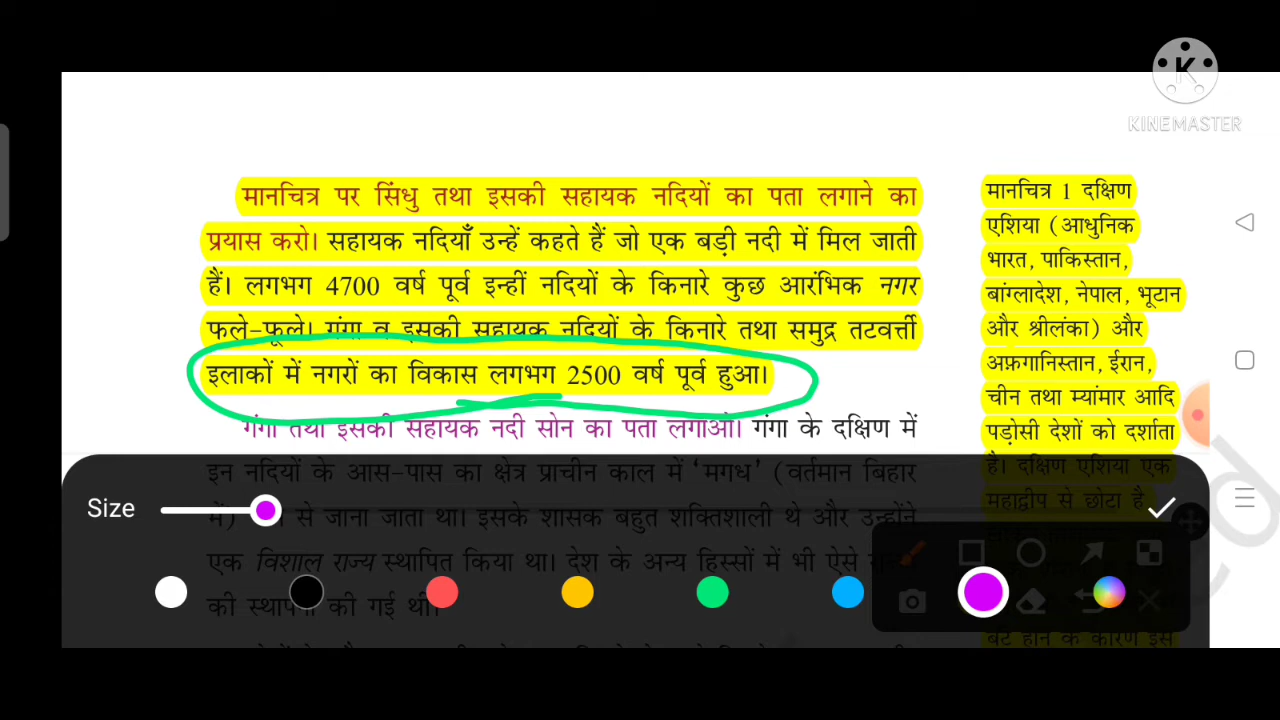 KINEMASTER
मानचित्र पर सिंधु तथा इसकी सहायक नदियों का पता लगाने का
प्रयास करो। सहायक नदियाँ उन्हें कहते हैं जो एक बड़ी नदी में मिल जाती
हैं। लगभग 4700 वर्ष पूर्व इन्हीं नदियों के किनारे कुछ आरंभिक नगर
फले-फूले। गंगा व इसकी सहायक नदियों के किनारे तथा समुद्र तटवर्त्ती
इलाकों में नगरों का विकास लगभग 2500 वर्ष पूर्व हुआ।
गंगा तथा इसकी सहायक नदी सोन का पता लगाओ। गंगा के दक्षिण में
इन नदियों के आस-पास का क्षेत्र प्राचीन काल में ‘मगध’ (वर्तमान बिहार
में) से जाना जाता था। इसके शासक बहुत शक्तिशाली थे और उन्होंने
एक विशाल राज्य स्थापित किया था। देश के अन्य हिस्सों में भी ऐसे
की स्थापना की गई थी।
मानचित्र 1 दक्षिण
एशिया (आधुनिक
भारत, पाकिस्तान,
बांग्लादेश, नेपाल, भूटान
और श्रीलंका) और
अफ़गानिस्तान, ईरान,
चीन तथा म्यांमार आदि
पड़ोसी देशों को दर्शाता
है। दक्षिण एशिया एक
महाद्वीप से छोटा है
होने के कारण इस
Size